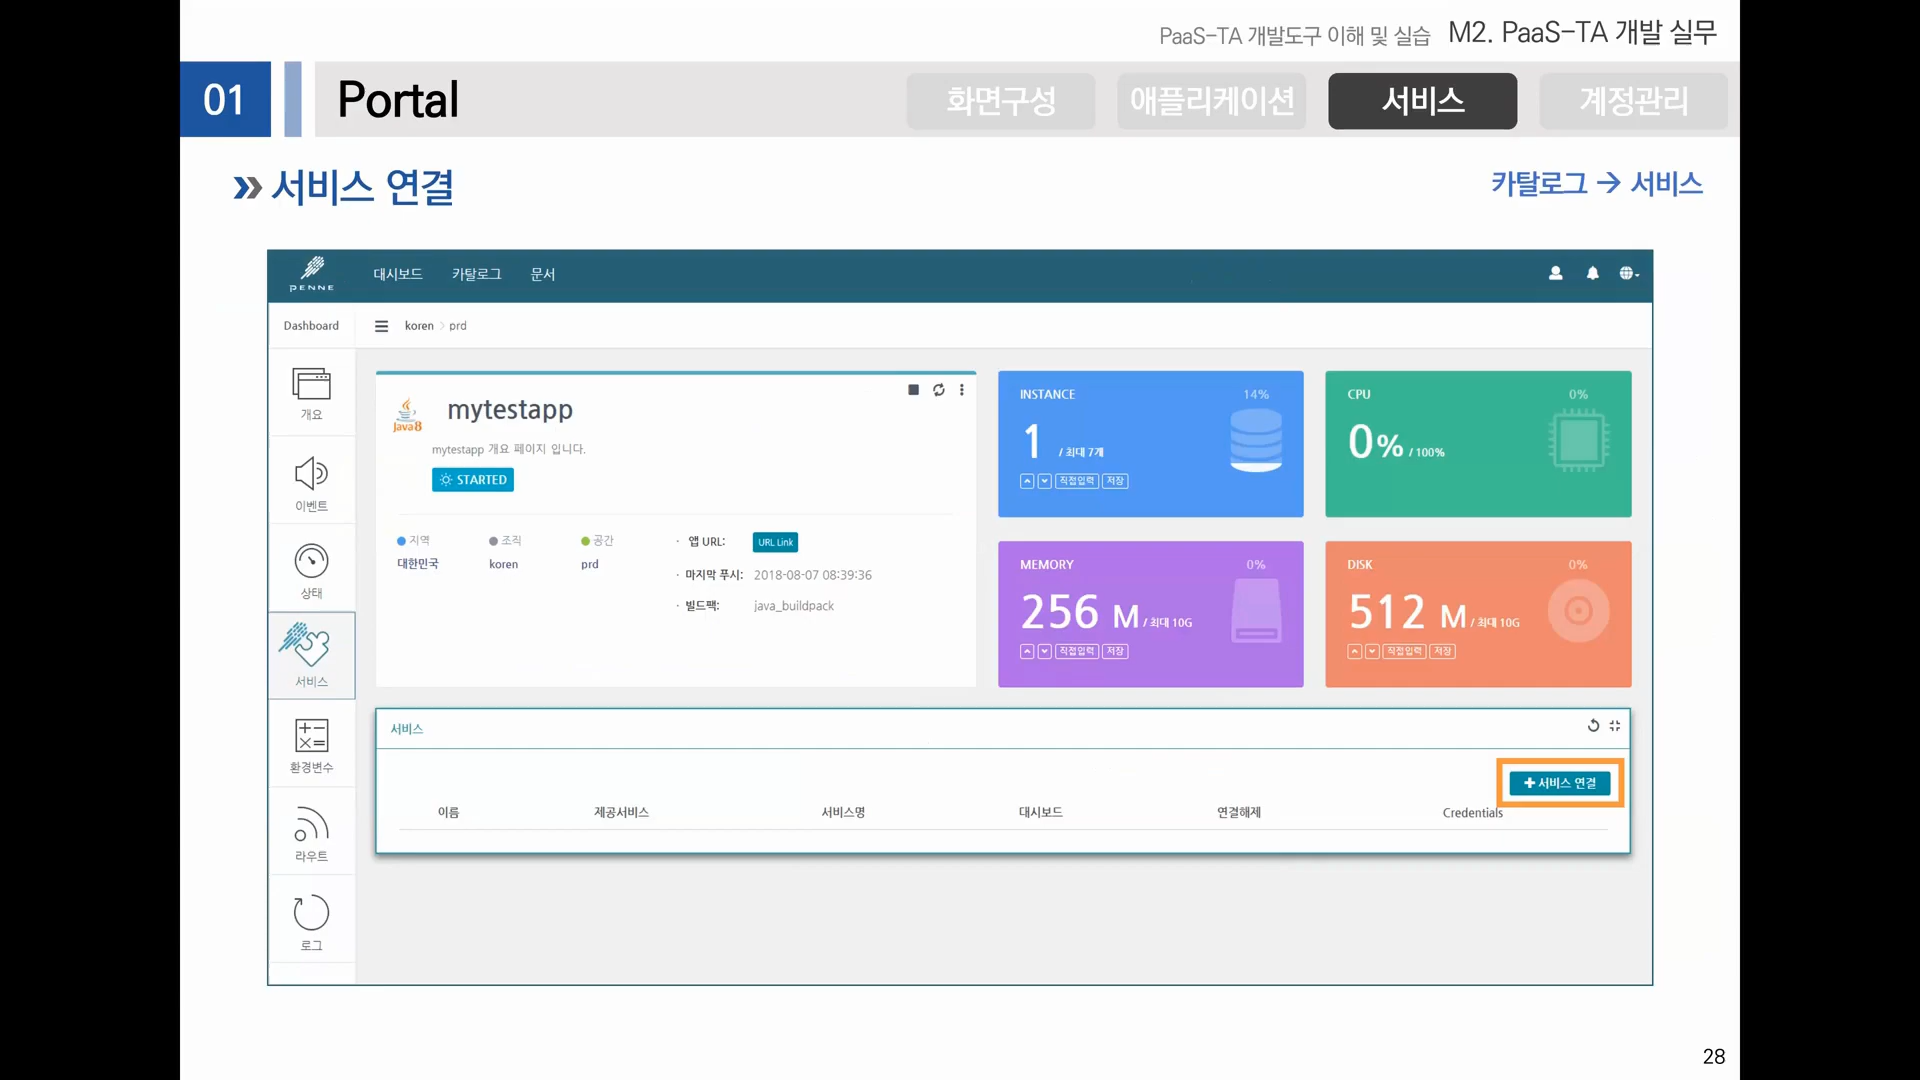 PaaS-TA 개발도구 이해 및 실습 M2. PaaS-TA 개발 실무
01 Portal 화면구성 애플리케이션 서비스 계정관리
서비스 연결 카탈로그 → 서비스
PENNE 대시보드 카탈로그 문서
Dashboard koren > prd
개요
이벤트
상태
서비스
환경변수
라우트
로그
Java8 mytestapp
mytestapp 개요 페이지 입니다.
STARTED
지역 조직 공간
대한민국 koren prd
· 앱 URL: URL Link
· 마지막 푸시: 2018-08-07 08:39:36
· 빌드팩: java_buildpack
INSTANCE 14%
1 / 최대 7개
직접입력 저장
CPU 0%
0% / 100%
MEMORY 0%
256 M / 최대 10G
직접입력 저장
DISK 0%
512 M / 최대 10G
직접입력 저장
서비스
+ 서비스 연결
이름 제공서비스 서비스명 대시보드 연결해제 Credentials
28